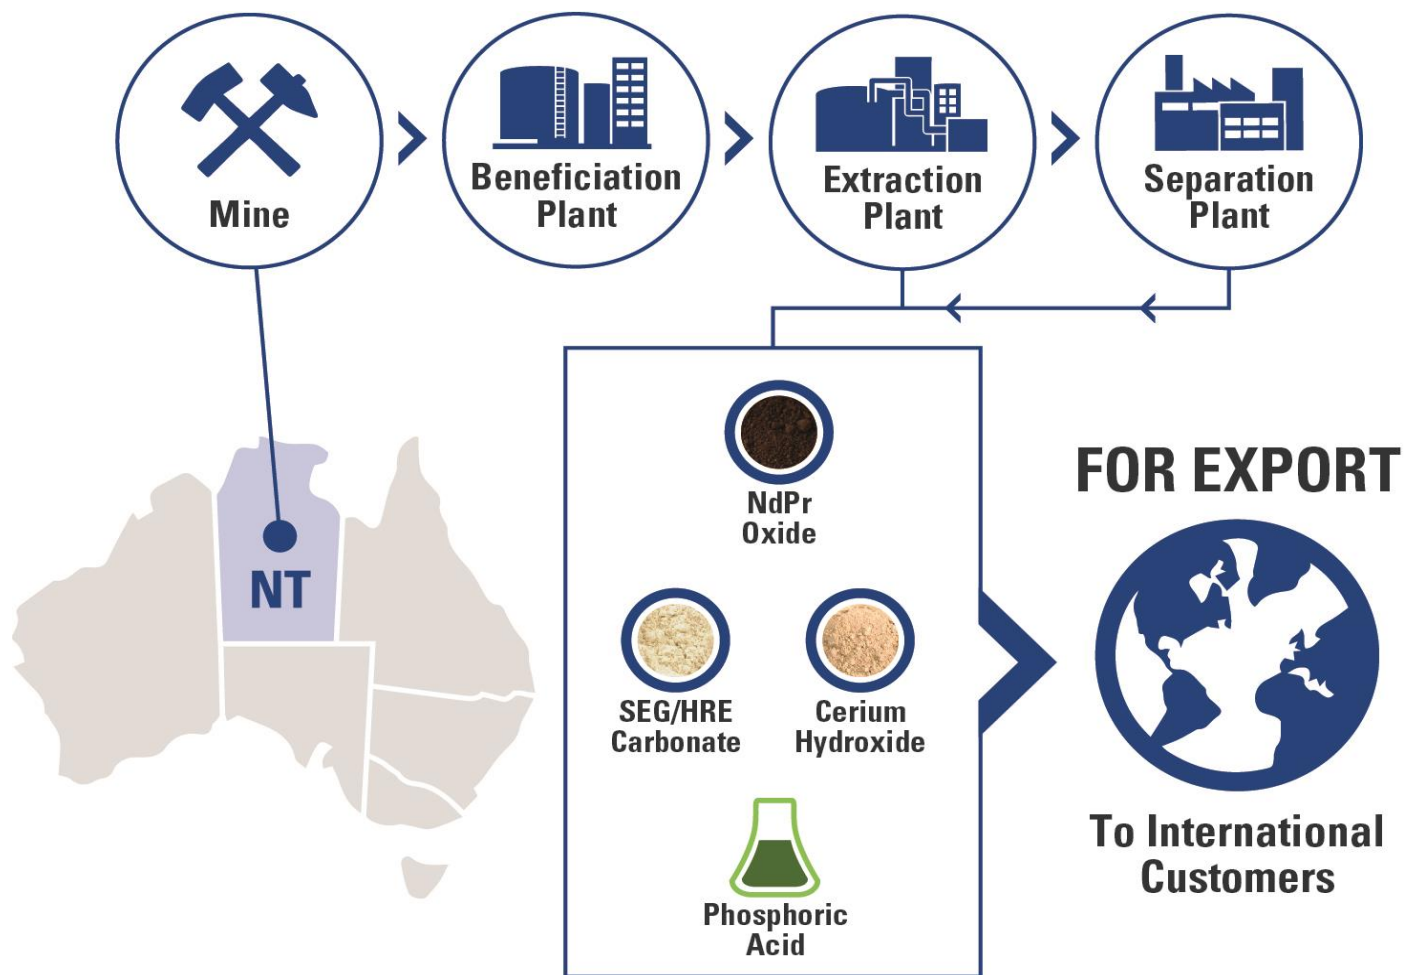 Mine
Beneficiation
Plant
Extraction
Plant
Separation
Plant
NT
NdPr
Oxide
SEG/HRE
Carbonate
Cerium
Hydroxide
Phosphoric
Acid
FOR EXPORT
To International
Customers